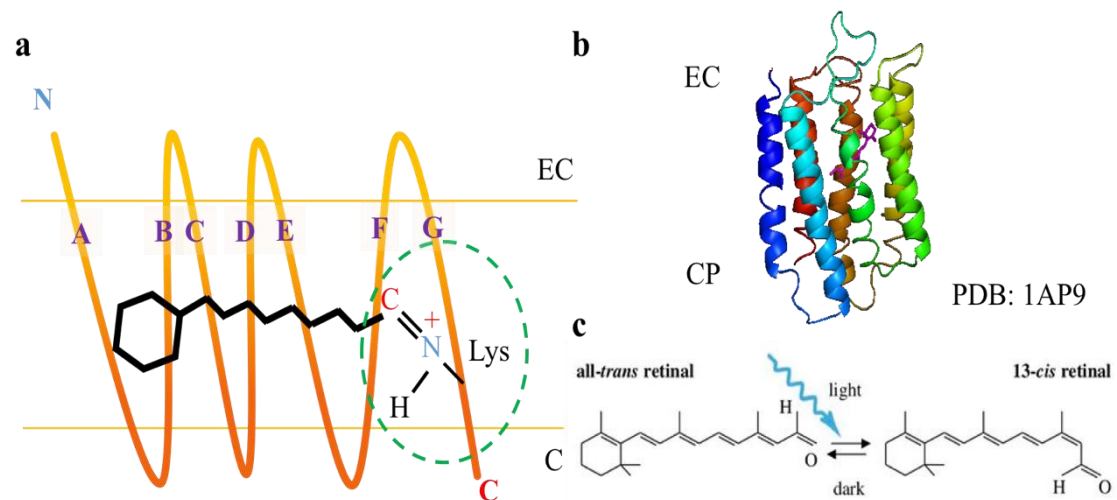 a
N
EC
A B C D E F G
C
+
N
Lys
H
C
C
b
EC
CP
PDB: 1AP9
c
all-trans retinal
13-cis retinal
light
H
O
dark
H
O